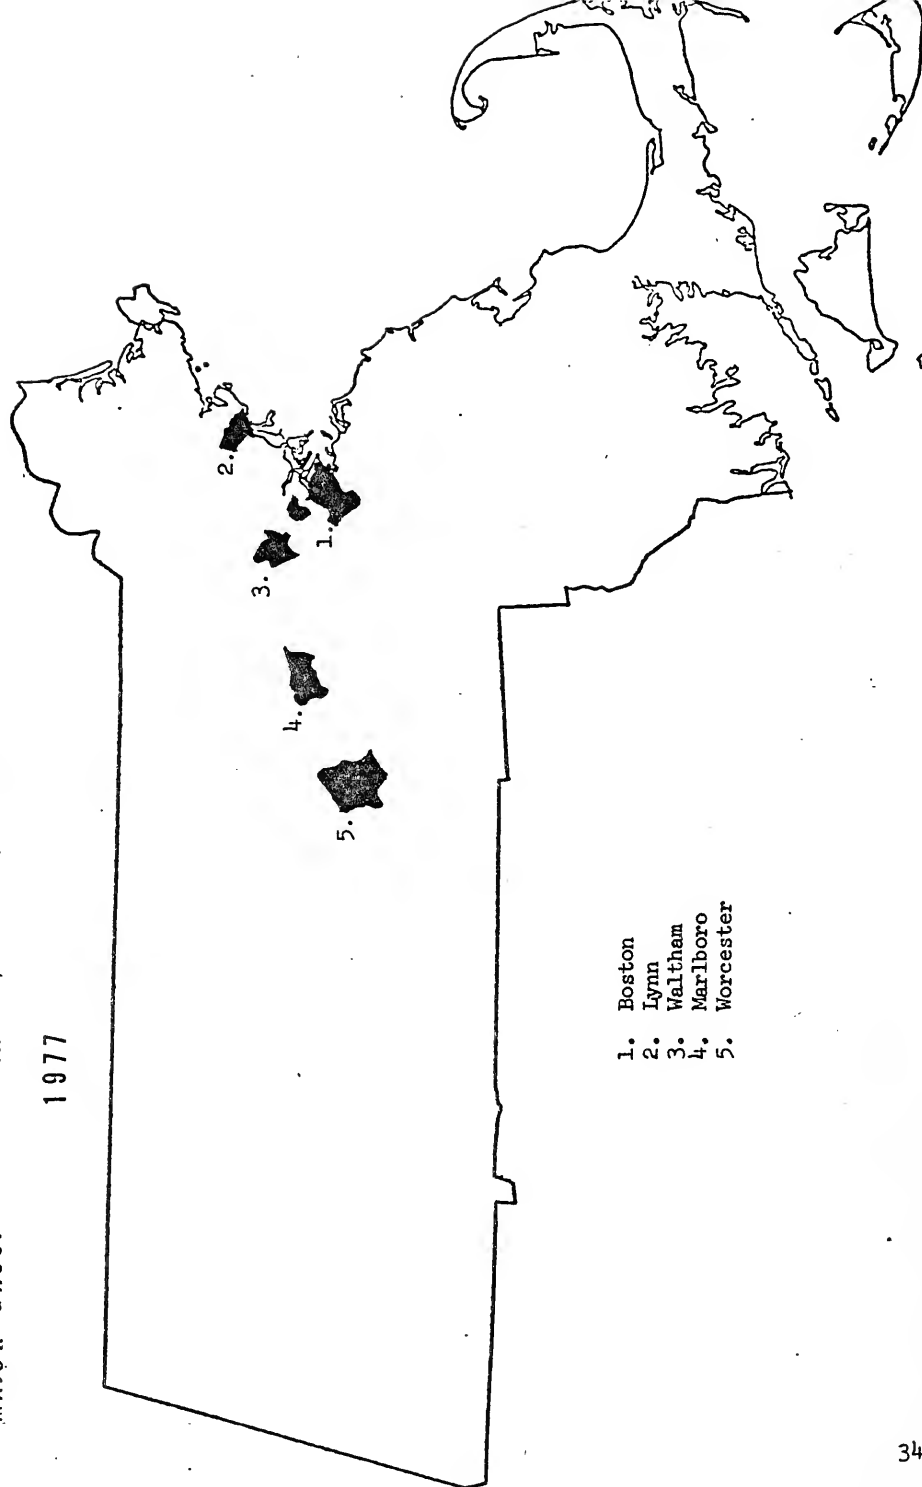 1977
2.
3.
1.
4.
5.
1. Boston
2. Lynn
3. Waltham
4. Marlboro
5. Worcester
34